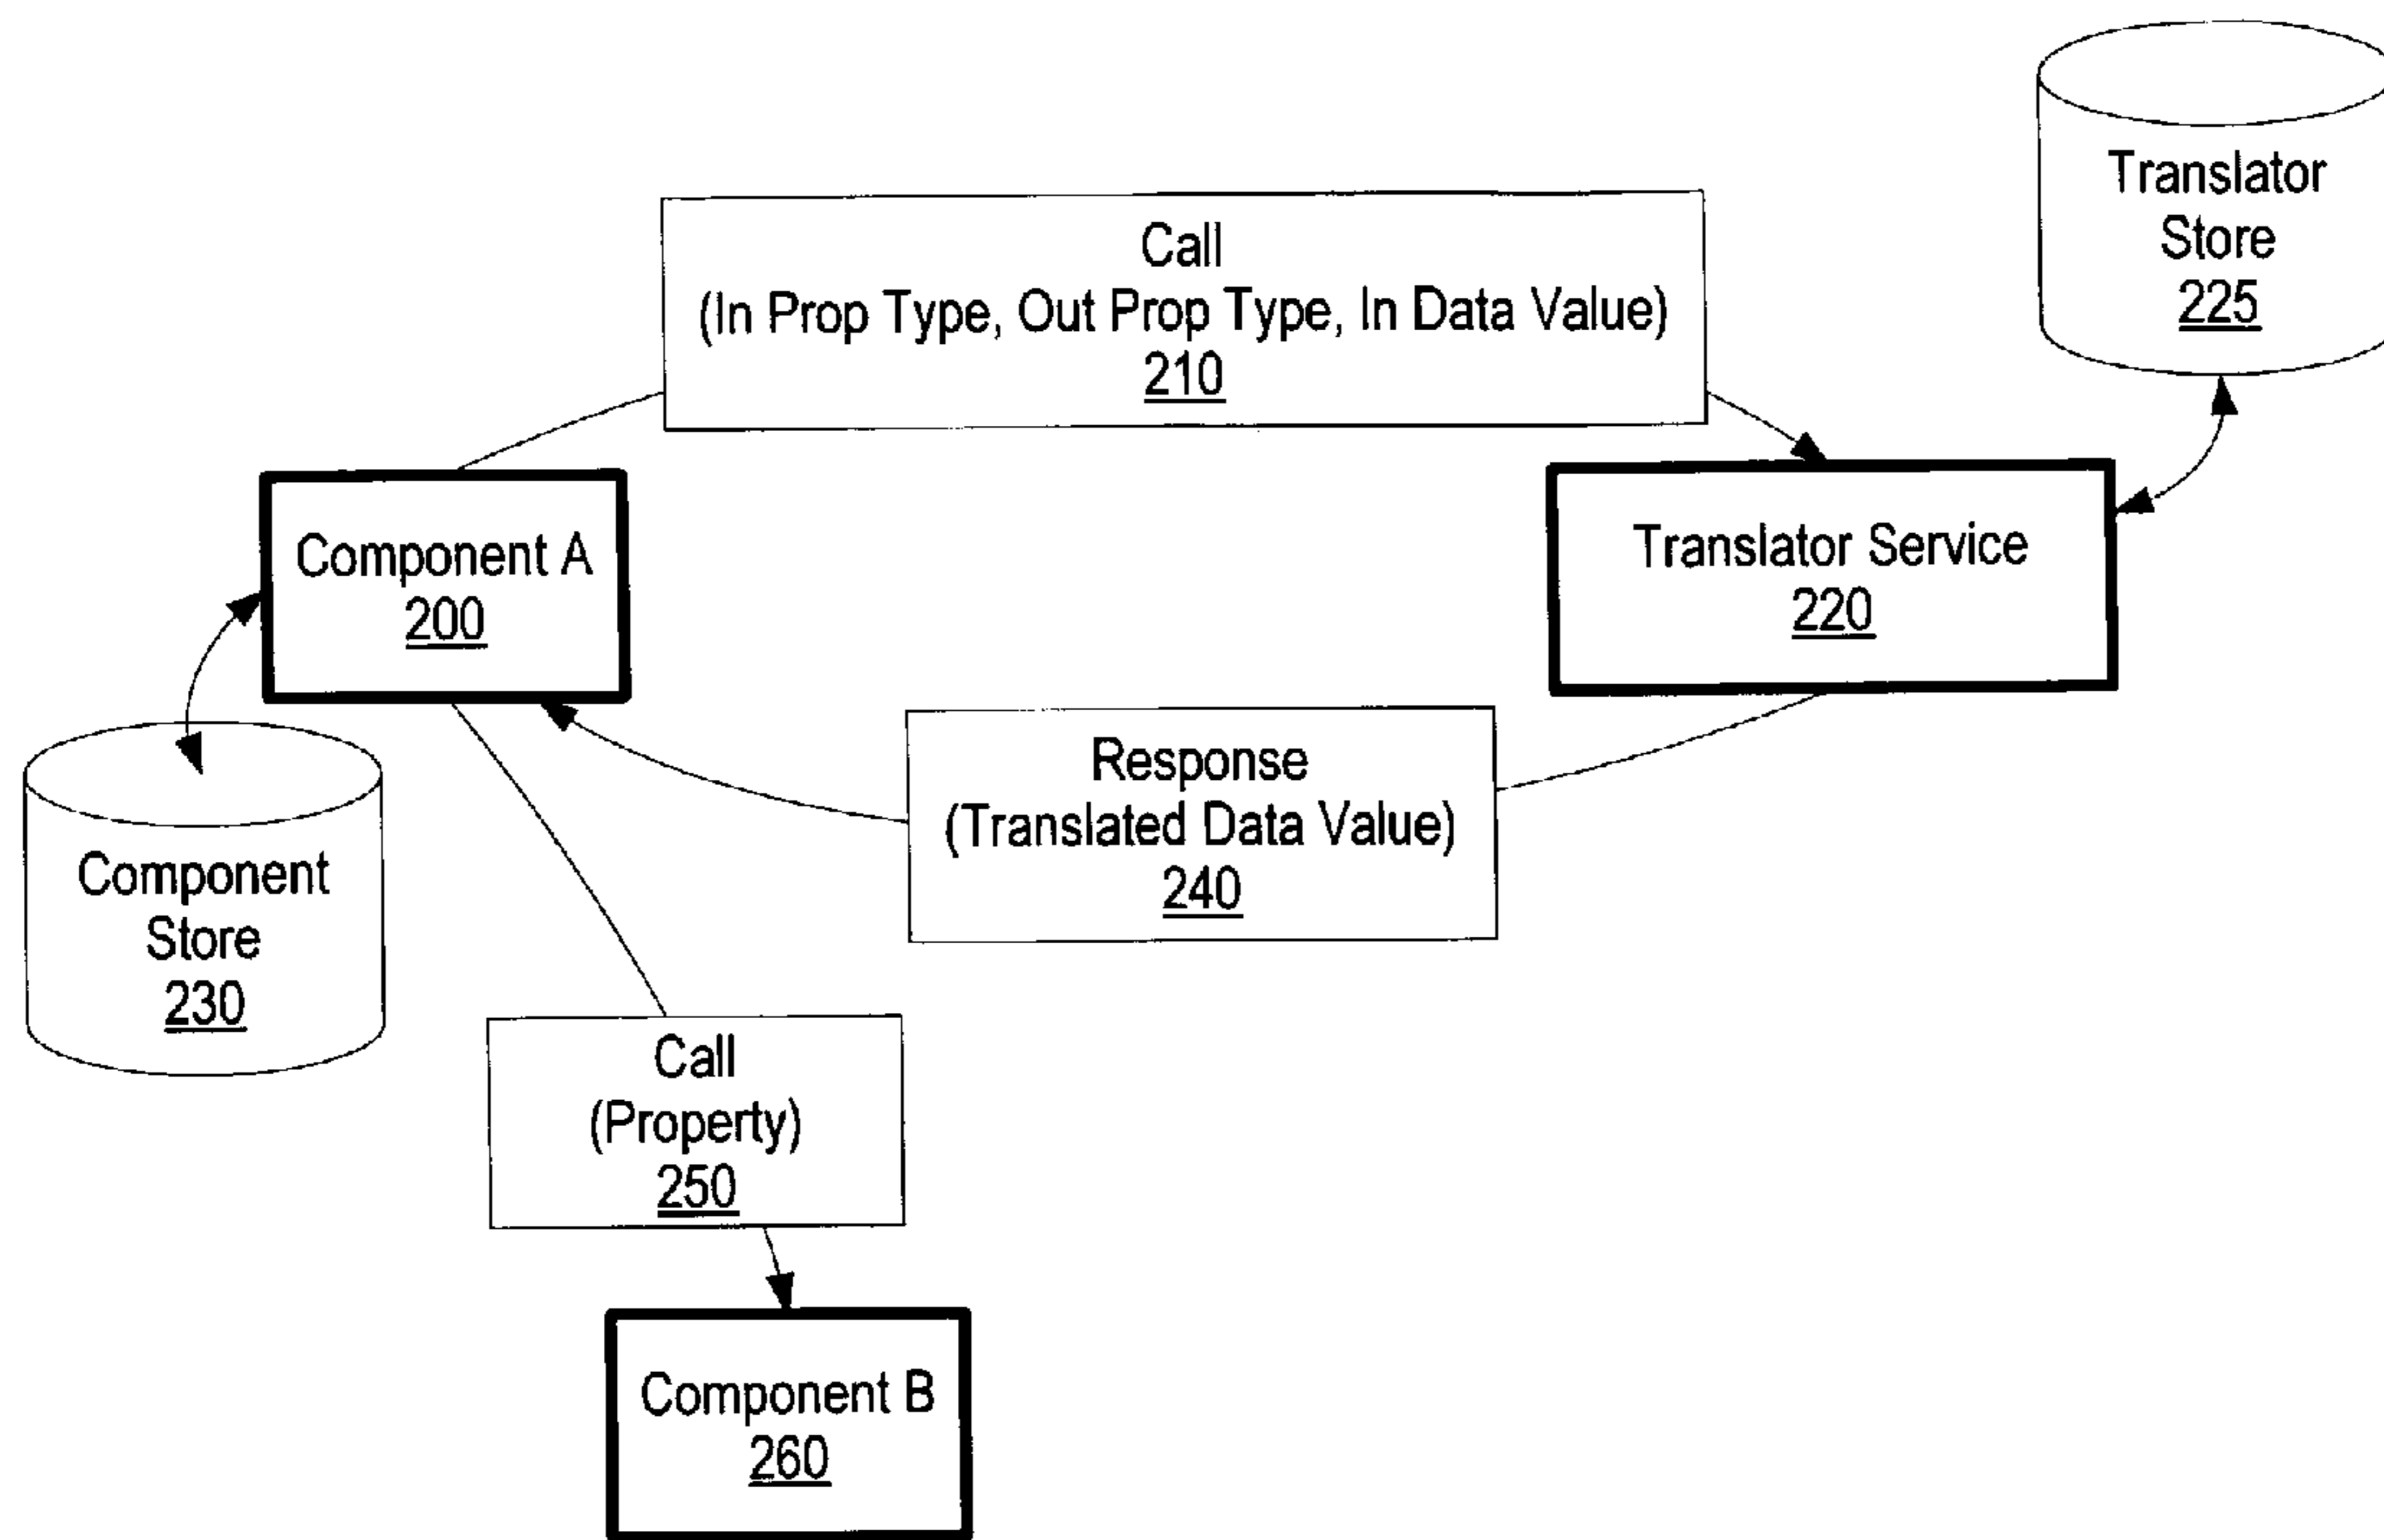 Translator
Store
225
Call
(In Prop Type, Out Prop Type, In Data Value)
210
Component A
200
Translator Service
220
Response
(Translated Data Value)
240
Component
Store
230
Call
(Property)
250
Component B
260